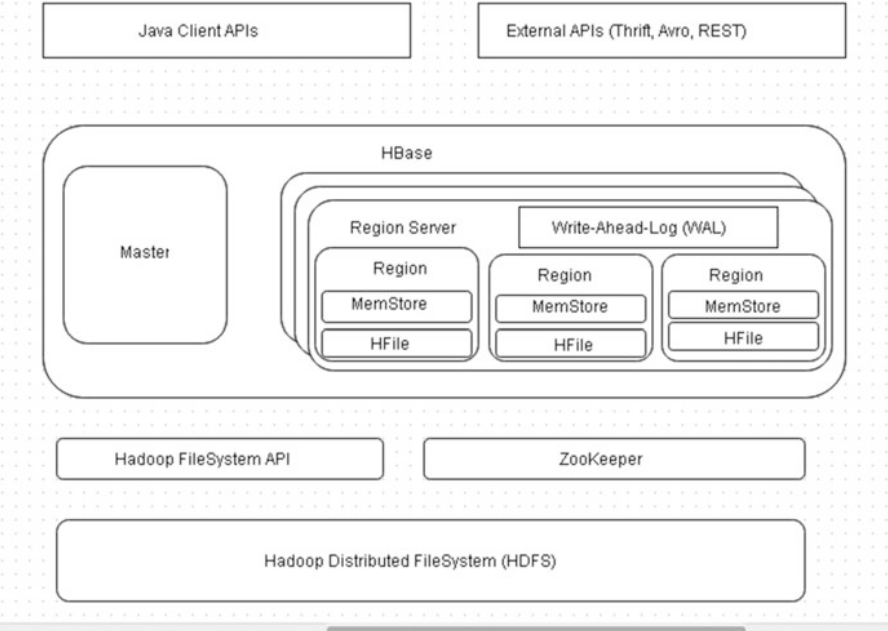 Java Client APIs
External APIs (Thrift, Avro, REST)
HBase
Master
Region Server
Write-Ahead-Log (WAL)
Region
MemStore
HFile
Region
MemStore
HFile
Region
MemStore
HFile
Hadoop FileSystem API
ZooKeeper
Hadoop Distributed FileSystem (HDFS)